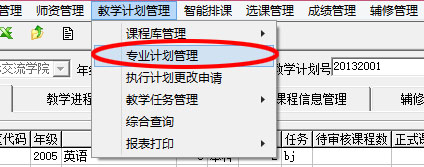 管理 师资管理 教学计划管理 智能排课 选课管理 成绩管理 辅修管理
课程库管理
专业计划管理
交流学院 年级 教学计划号 20132001
执行计划更改申请
教学进程 教学任务管理 课程信息管理 辅修
综合查询
代码 年级 任务 待审核课程数 正式课
报表打印
2005 英语 本科 2 bj